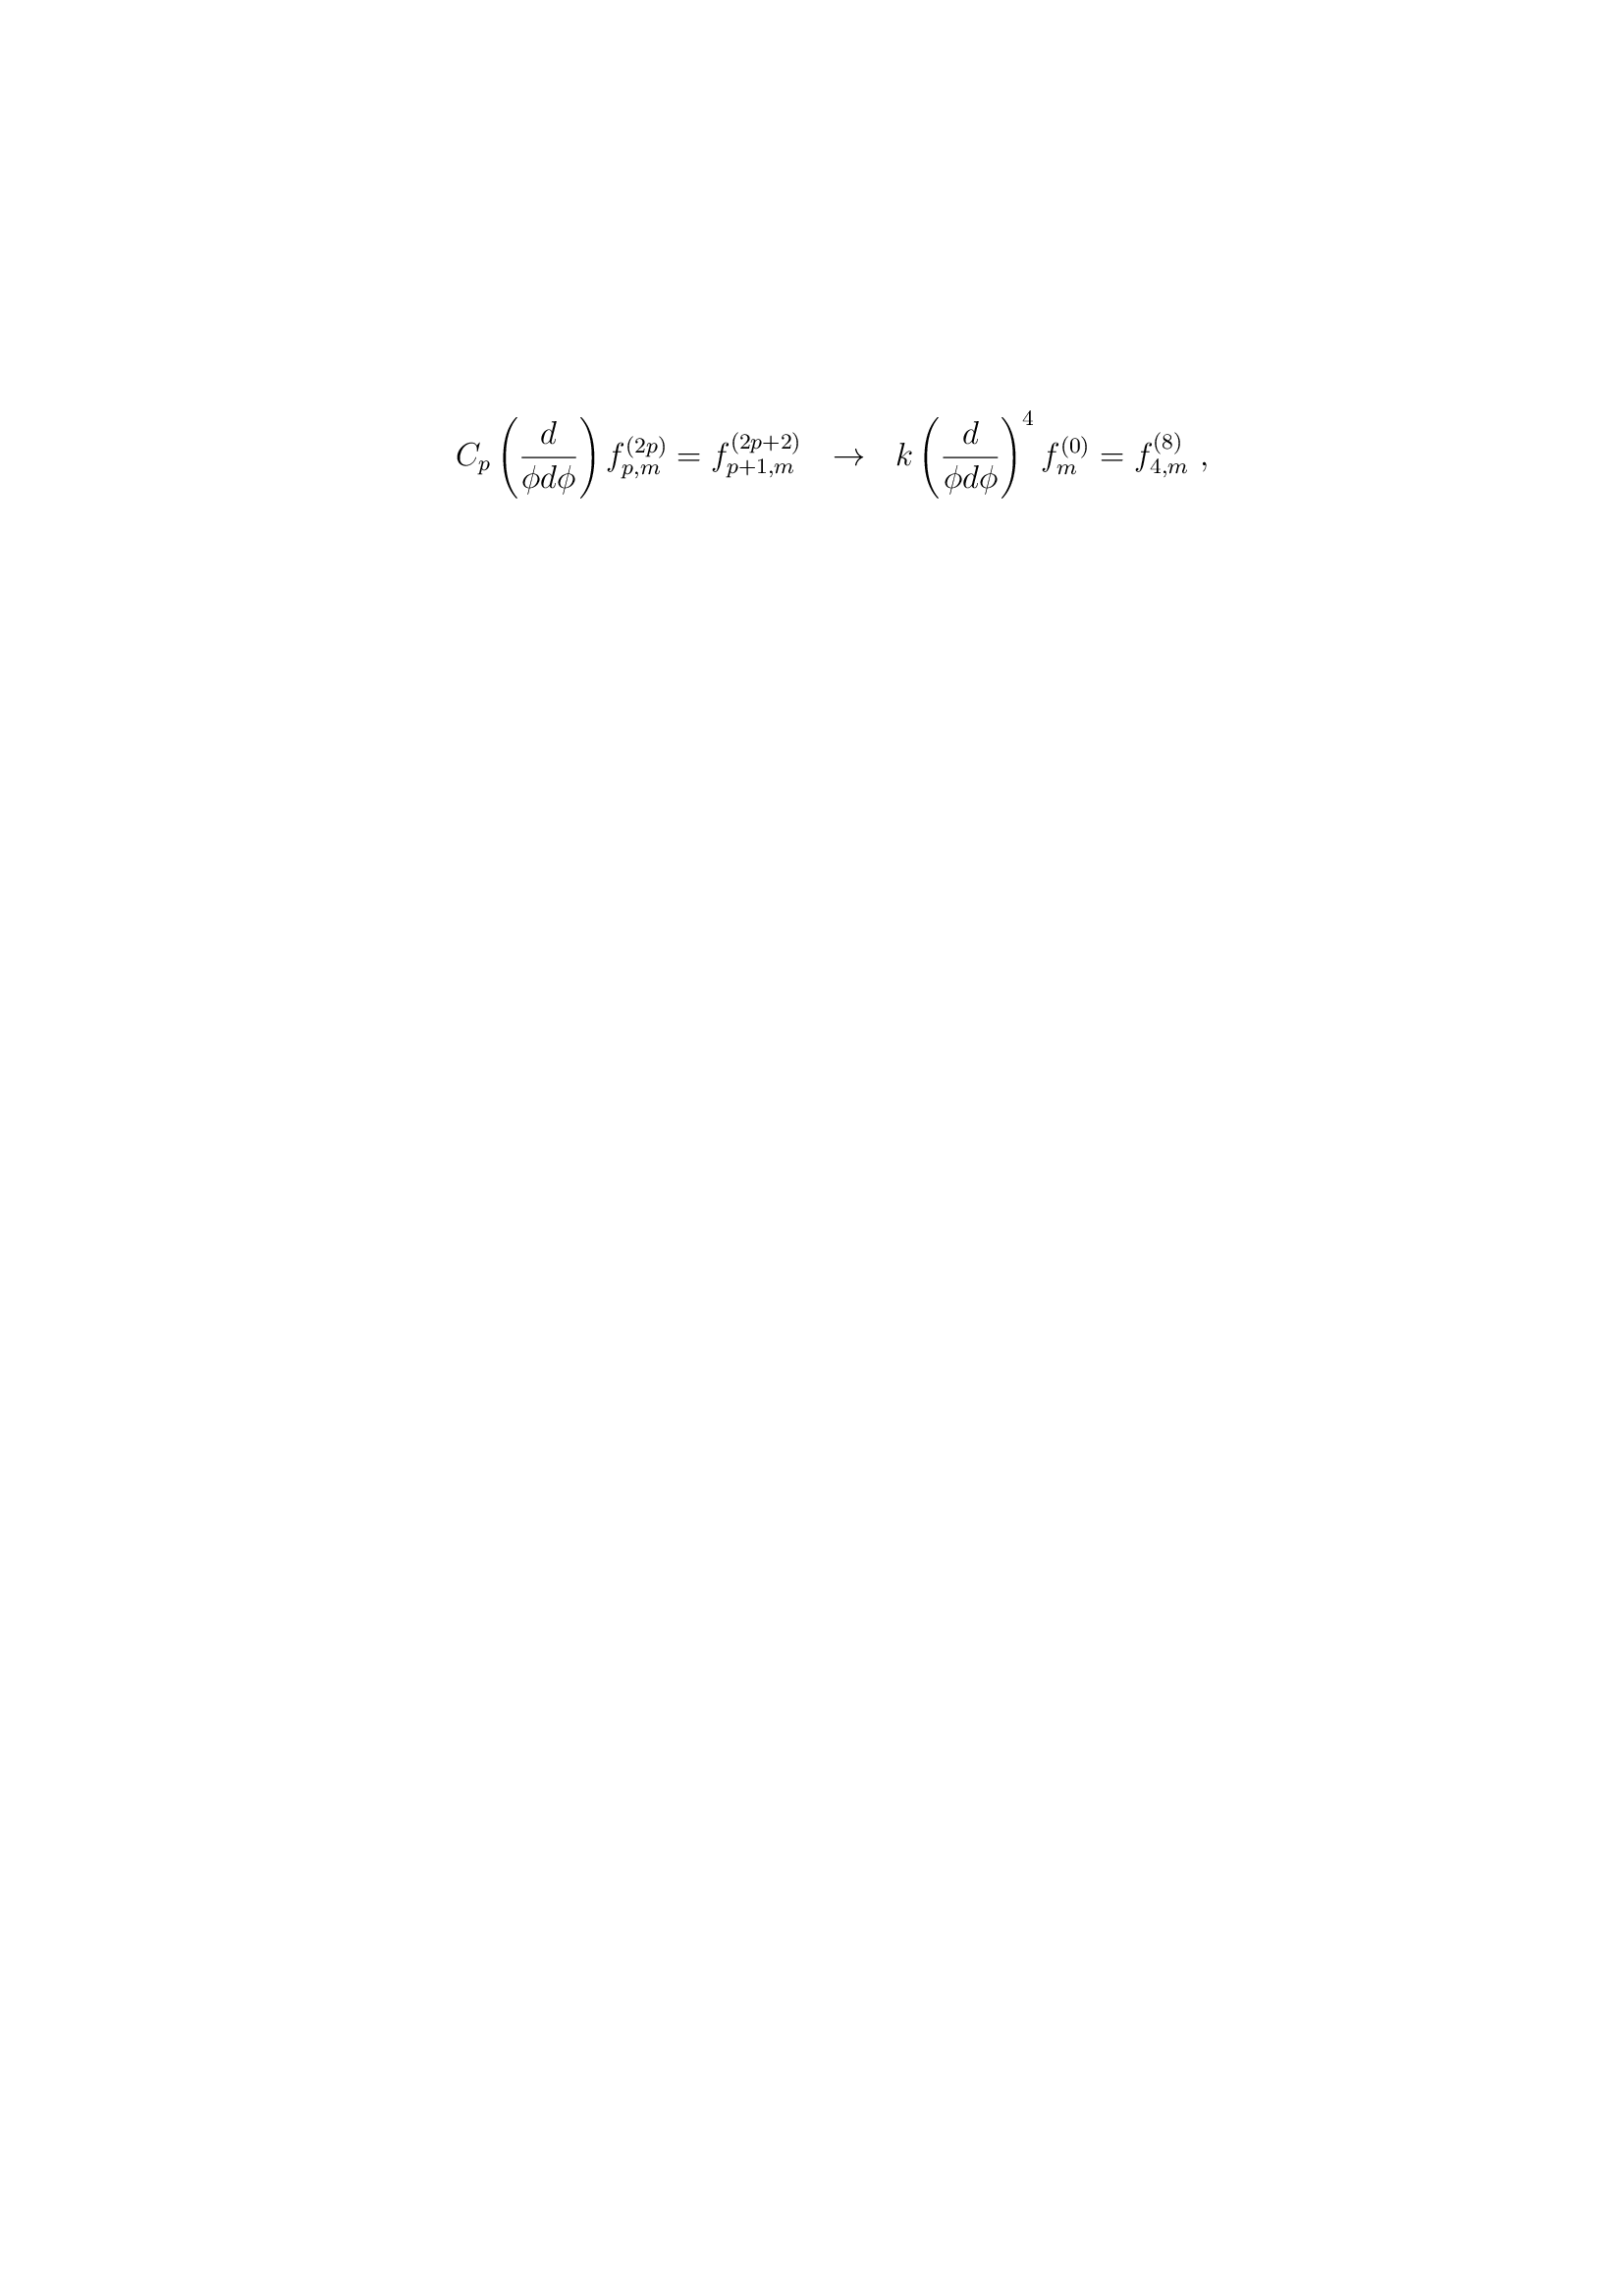 $C_p \left( \frac{d}{\phi d\phi} \right) f_{p,m}^{(2p)} = f_{p+1,m}^{(2p+2)} \quad \rightarrow \quad k \left( \frac{d}{\phi d\phi} \right)^4 f_m^{(0)} = f_{4,m}^{(8)} \ ,$